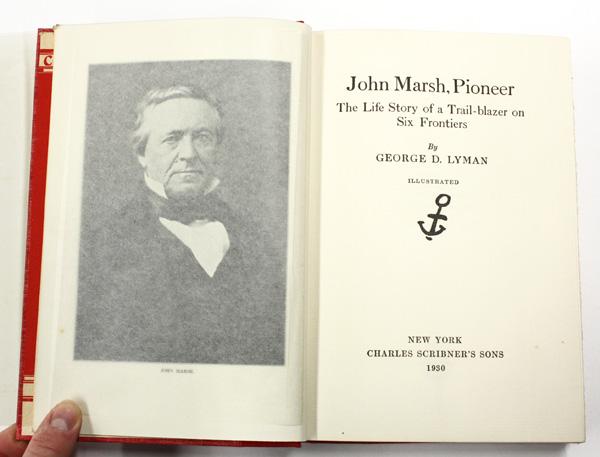 C
JOHN MARSH.
John Marsh, Pioneer
The Life Story of a Trail-blazer on
Six Frontiers
By
GEORGE D. LYMAN
ILLUSTRATED
NEW YORK
CHARLES SCRIBNER'S SONS
1930